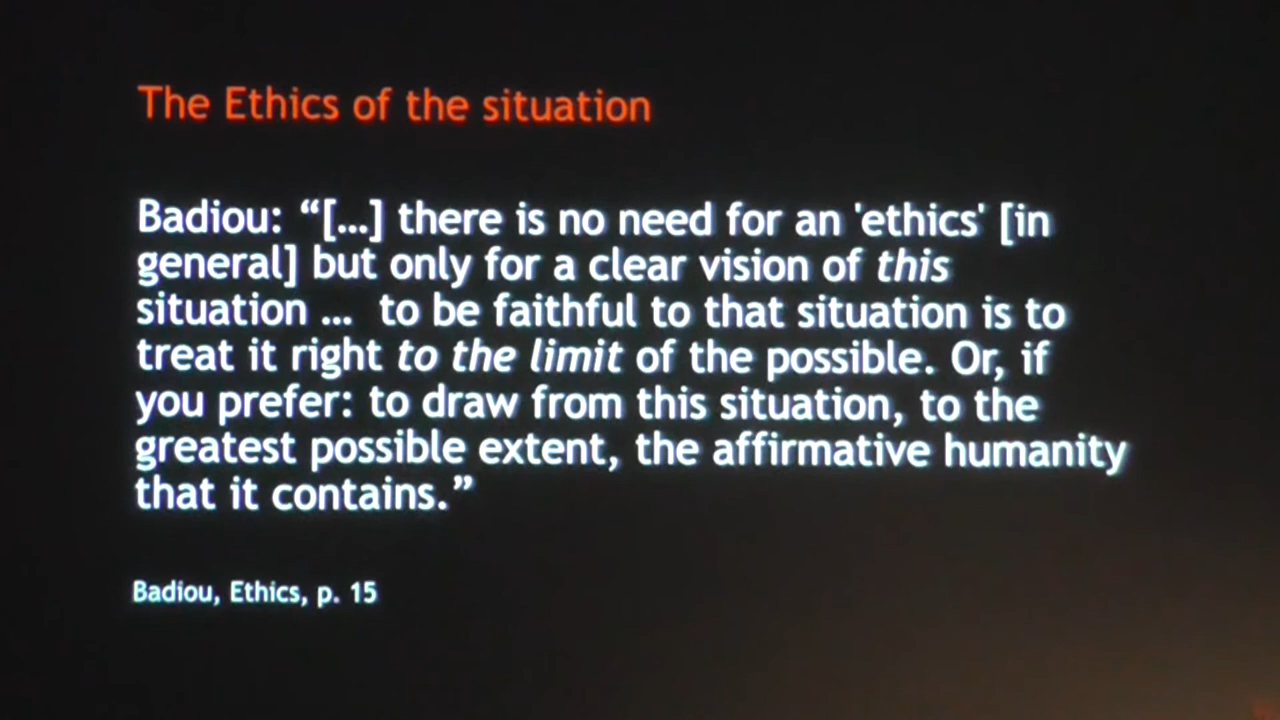 The Ethics of the situation
Badiou: “[…] there is no need for an 'ethics' [in
general] but only for a clear vision of this
situation … to be faithful to that situation is to
treat it right to the limit of the possible. Or, if
you prefer: to draw from this situation, to the
greatest possible extent, the affirmative humanity
that it contains.”
Badiou, Ethics, p. 15